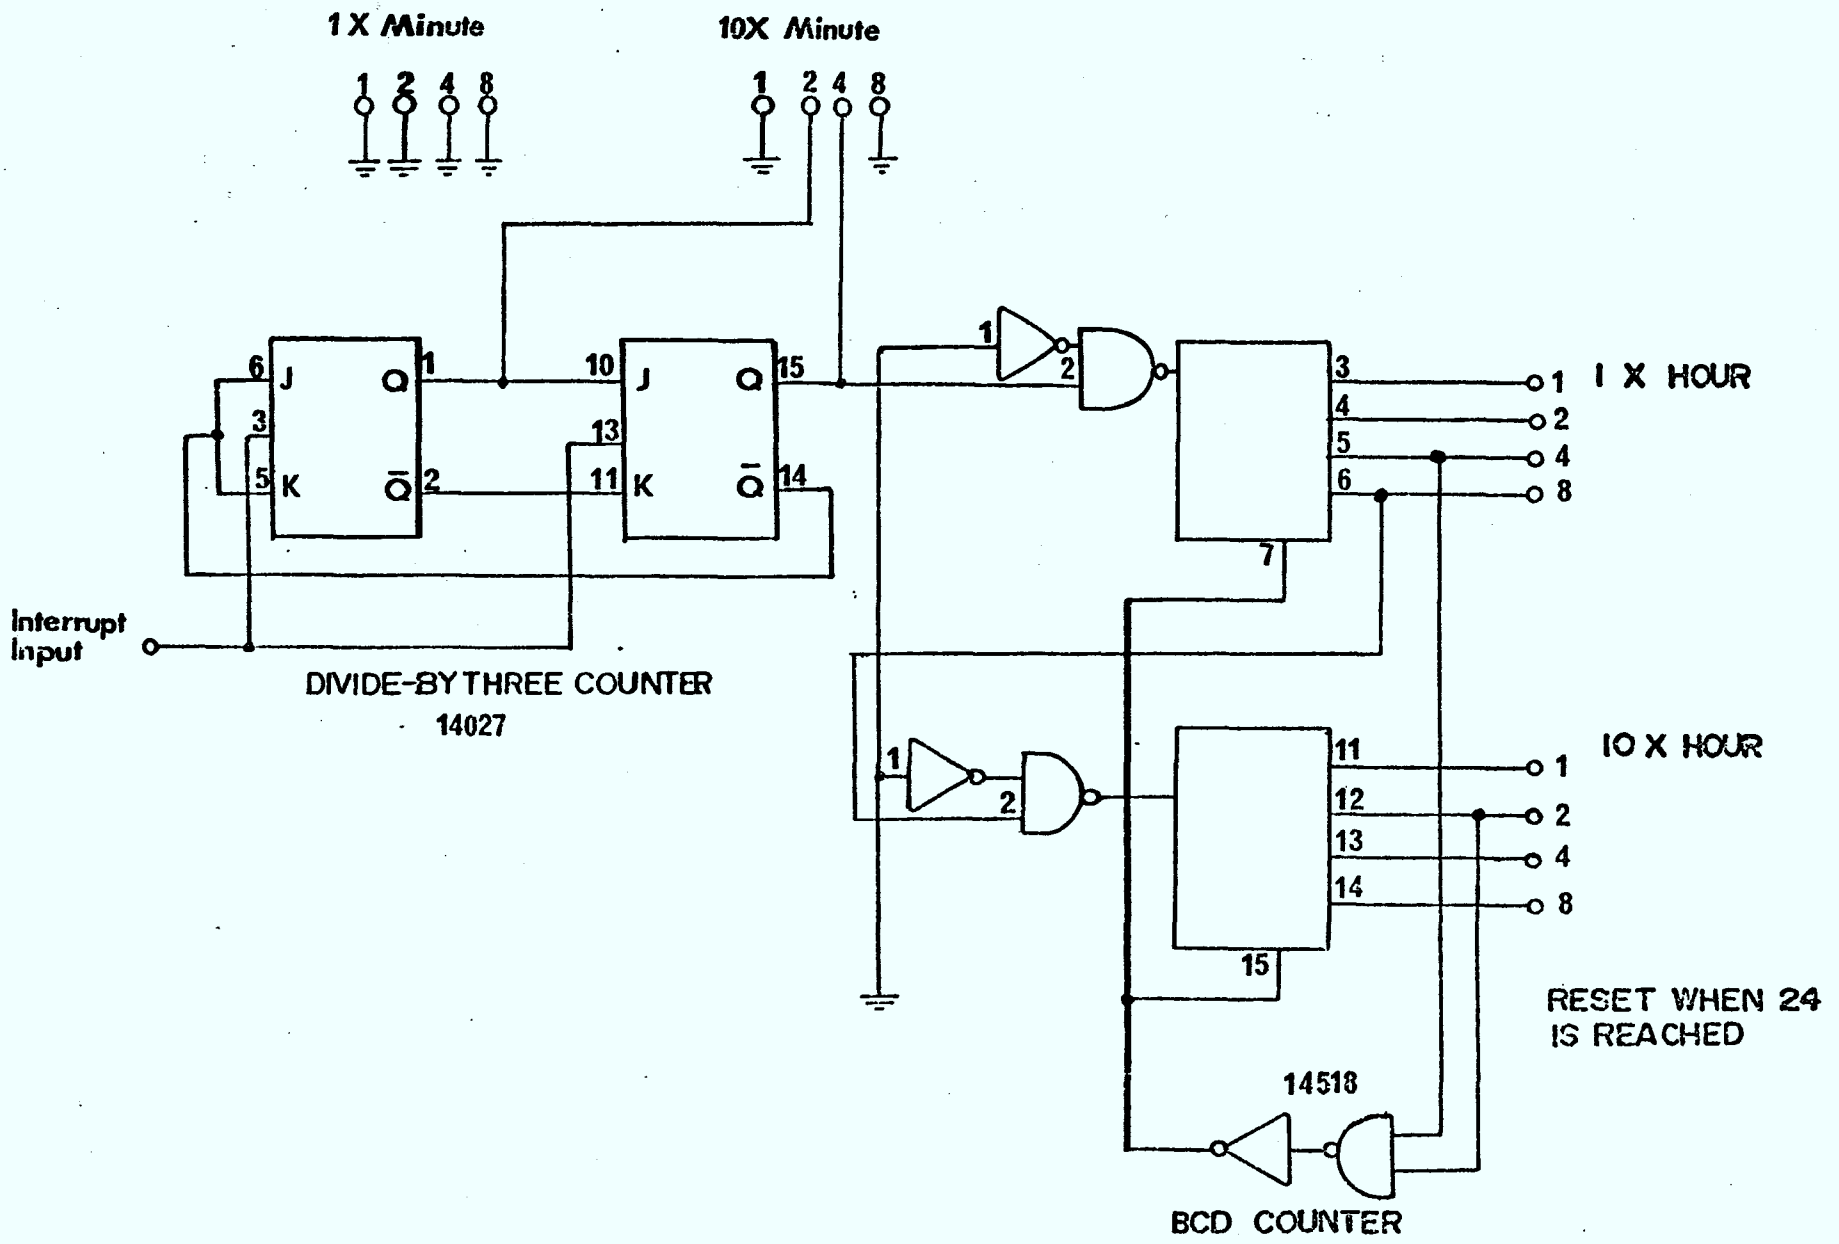 1 X Minute
10X Minute
1 2 4 8
1 2 4 8
6 J Q 1
3
5 K Q̅ 2
10 J Q 15
13
11 K Q̅ 14
1
2
3 1
4 2
5 4
6 8
7
1 X HOUR
Interrupt
Input
DIVIDE-BY THREE COUNTER
14027
1
2
11 1
12 2
13 4
14 8
15
10 X HOUR
RESET WHEN 24
IS REACHED
14518
BCD COUNTER